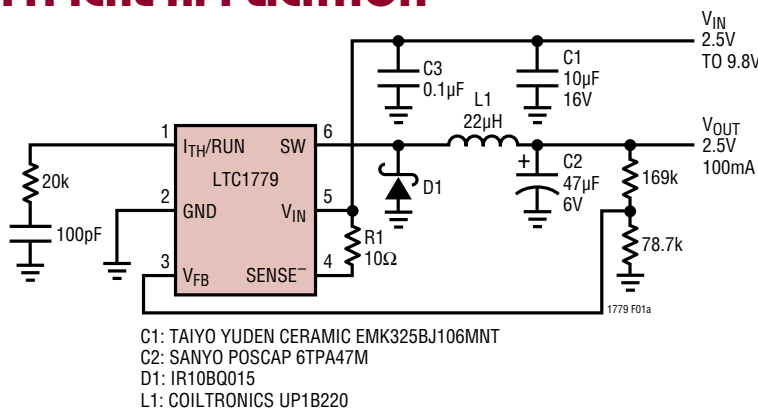 TYPICAL APPLICATION
VIN
2.5V
TO 9.8V
C3
0.1µF
C1
10µF
16V
L1
22µH
VOUT
2.5V
100mA
1
ITH/RUN
SW
6
20k
LTC1779
D1
+
C2
47µF
6V
169k
2
GND
VIN
5
100pF
R1
10Ω
78.7k
3
VFB
SENSE–
4
1779 F01a
C1: TAIYO YUDEN CERAMIC EMK325BJ106MNT
C2: SANYO POSCAP 6TPA47M
D1: IR10BQ015
L1: COILTRONICS UP1B220